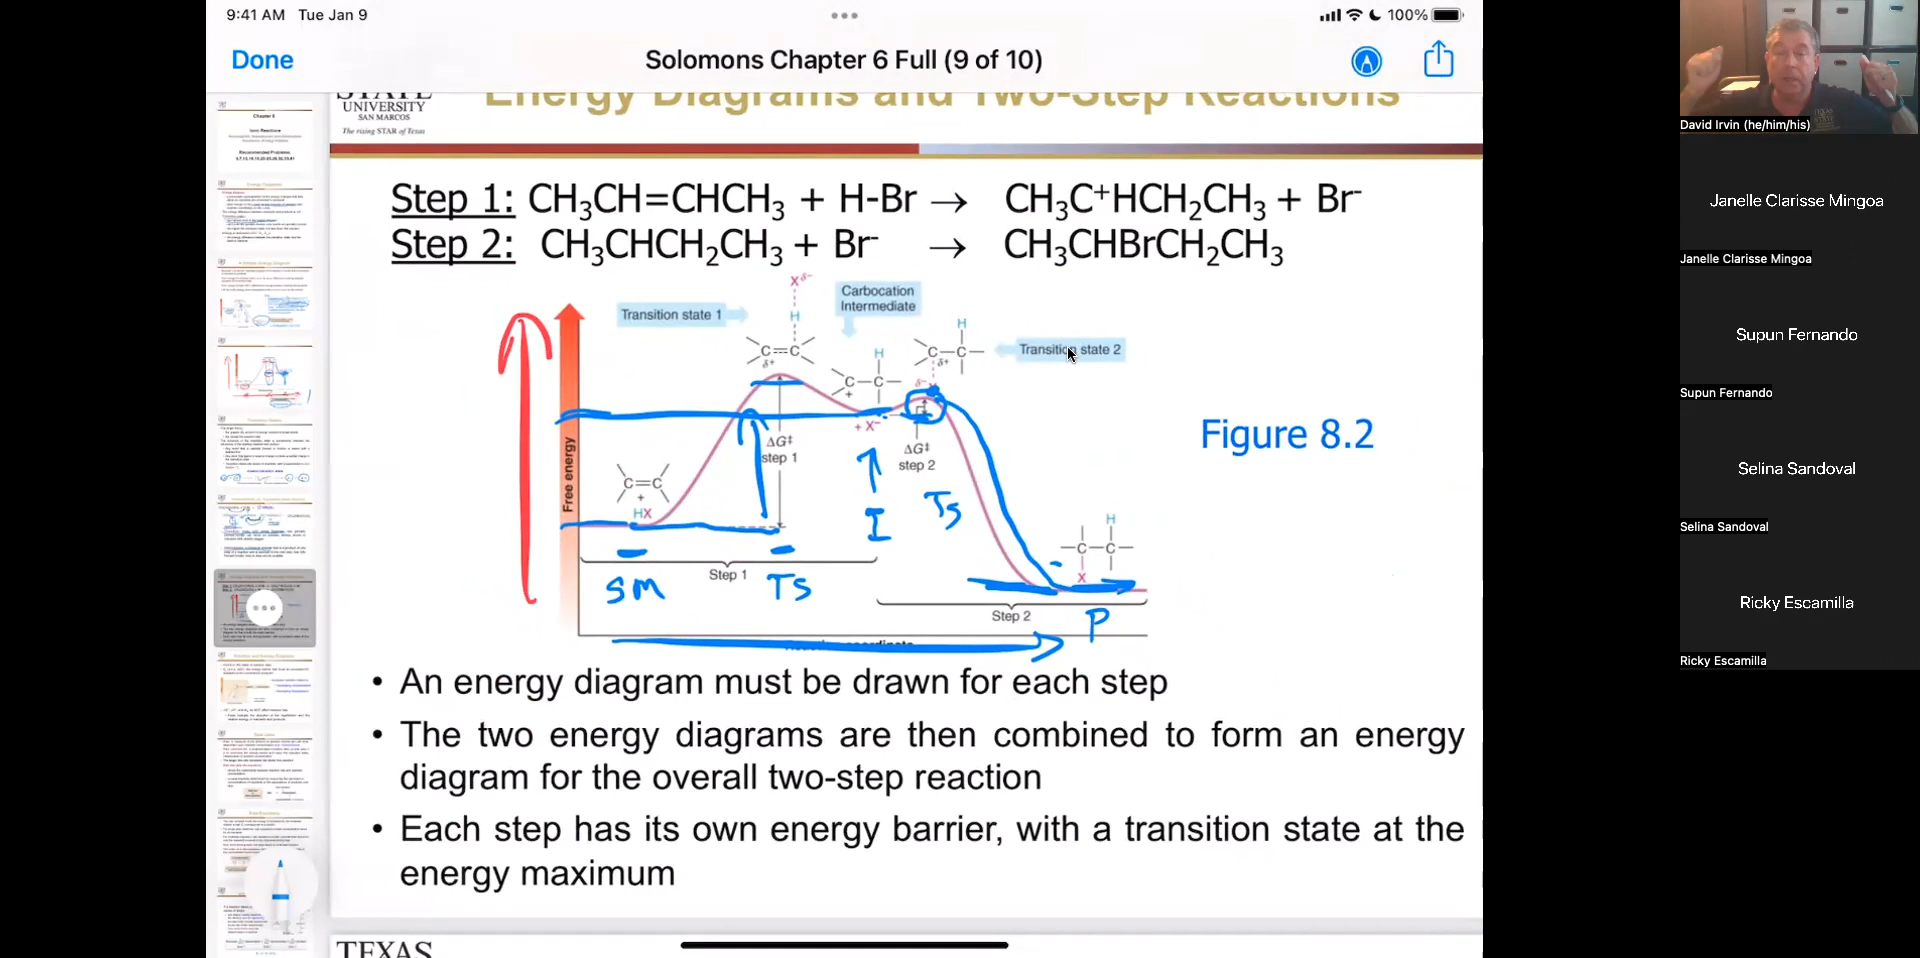 9:41 AM Tue Jan 9
100%
Done
Solomons Chapter 6 Full (9 of 10)
STATE
UNIVERSITY
SAN MARCOS
The rising STAR of Texas
Energy Diagrams and Two-Step Reactions
Step 1: CH₃CH=CHCH₃ + H-Br → CH₃C⁺HCH₂CH₃ + Br⁻
Step 2: CH₃CHCH₂CH₃ + Br⁻ → CH₃CHBrCH₂CH₃
X δ−
H
Transition state 1
Carbocation
Intermediate
C=C
δ+
H
C–C
+
+ X⁻
H
C–C
δ+
δ−
Transition state 2
Figure 8.2
Free energy
C=C
+
HX
ΔG‡
step 1
ΔG‡
step 2
I
TS
H
C–C
X
Step 1
SM
TS
Step 2
P
• An energy diagram must be drawn for each step
• The two energy diagrams are then combined to form an energy
diagram for the overall two-step reaction
• Each step has its own energy barrier, with a transition state at the
energy maximum
TEXAS
David Irvin (he/him/his)
Janelle Clarisse Mingoa
Janelle Clarisse Mingoa
Supun Fernando
Supun Fernando
Selina Sandoval
Selina Sandoval
Ricky Escamilla
Ricky Escamilla